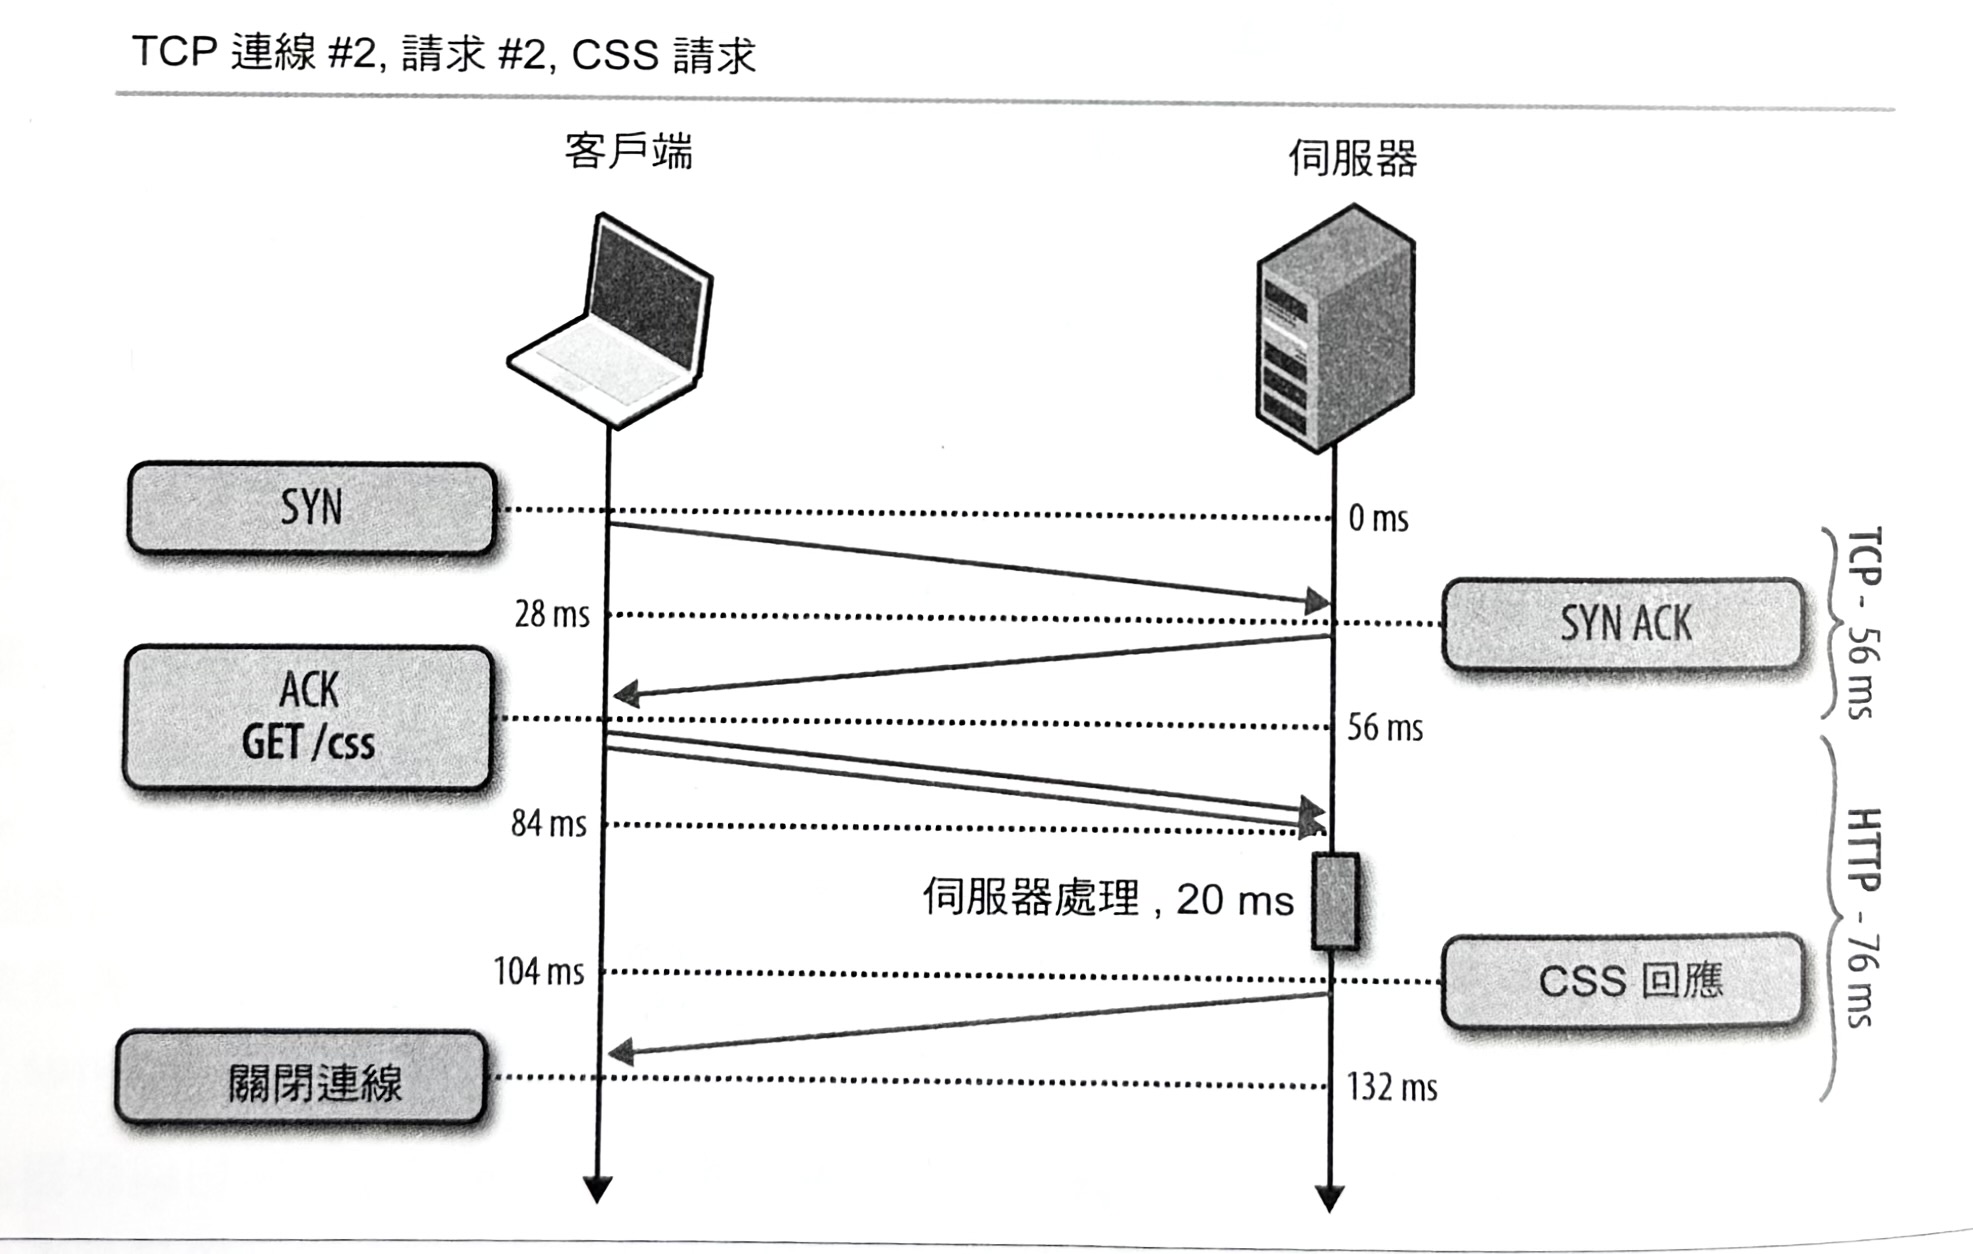 TCP 連線 #2, 請求 #2, CSS 請求
客戶端
伺服器
SYN
0 ms
28 ms
SYN ACK
TCP - 56 ms
ACK
GET /css
56 ms
84 ms
伺服器處理 , 20 ms
HTTP - 76 ms
104 ms
CSS 回應
關閉連線
132 ms